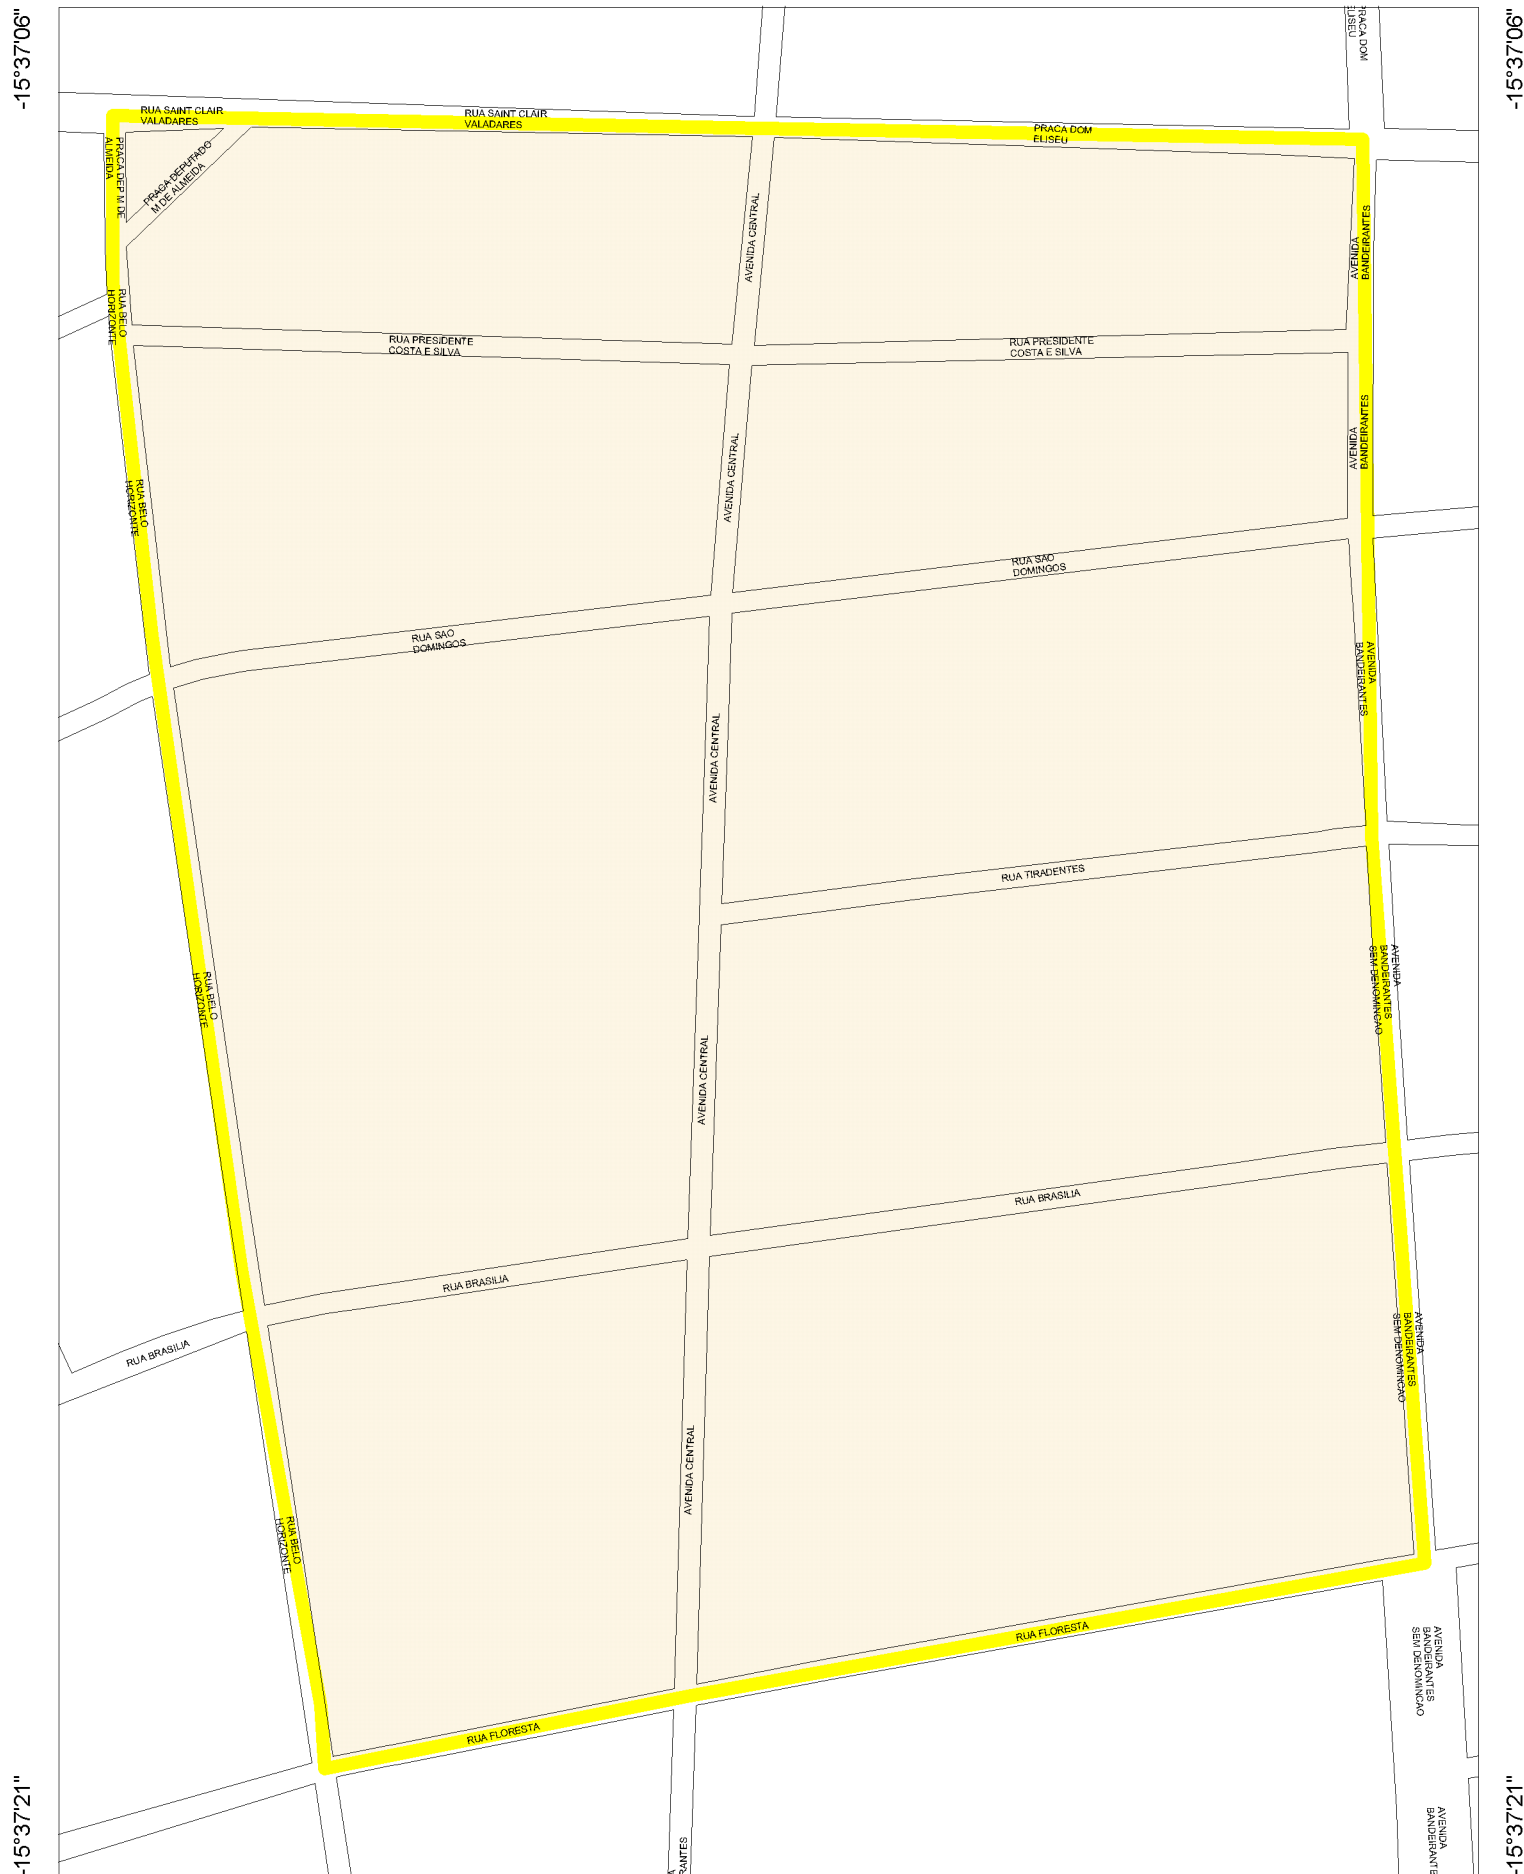 -15°37'06"
-15°37'06"
PRACA DOM
ELISEU
RUA SAINT CLAIR
VALADARES
RUA SAINT CLAIR
VALADARES
PRACA DOM
ELISEU
PRACA DEP M DE
ALMEIDA
PRACA DEPUTADO
M DE ALMEIDA
AVENIDA CENTRAL
AVENIDA
BANDEIRANTES
RUA BELO
HORIZONTE
RUA PRESIDENTE
COSTA E SILVA
RUA PRESIDENTE
COSTA E SILVA
AVENIDA CENTRAL
AVENIDA
BANDEIRANTES
RUA BELO
HORIZONTE
RUA SAO
DOMINGOS
RUA SAO
DOMINGOS
AVENIDA
BANDEIRANTES
AVENIDA CENTRAL
RUA TIRADENTES
RUA BELO
HORIZONTE
AVENIDA
BANDEIRANTES
SEM DENOMINCAO
AVENIDA CENTRAL
RUA BRASILIA
RUA BRASILIA
RUA BRASILIA
AVENIDA
BANDEIRANTES
SEM DENOMINCAO
AVENIDA CENTRAL
RUA BELO
HORIZONTE
RUA FLORESTA
RUA FLORESTA
AVENIDA
BANDEIRANTES
SEM DENOMINCAO
-15°37'21"
-15°37'21"
AVENIDA
BANDEIRANTE
A
RANTES